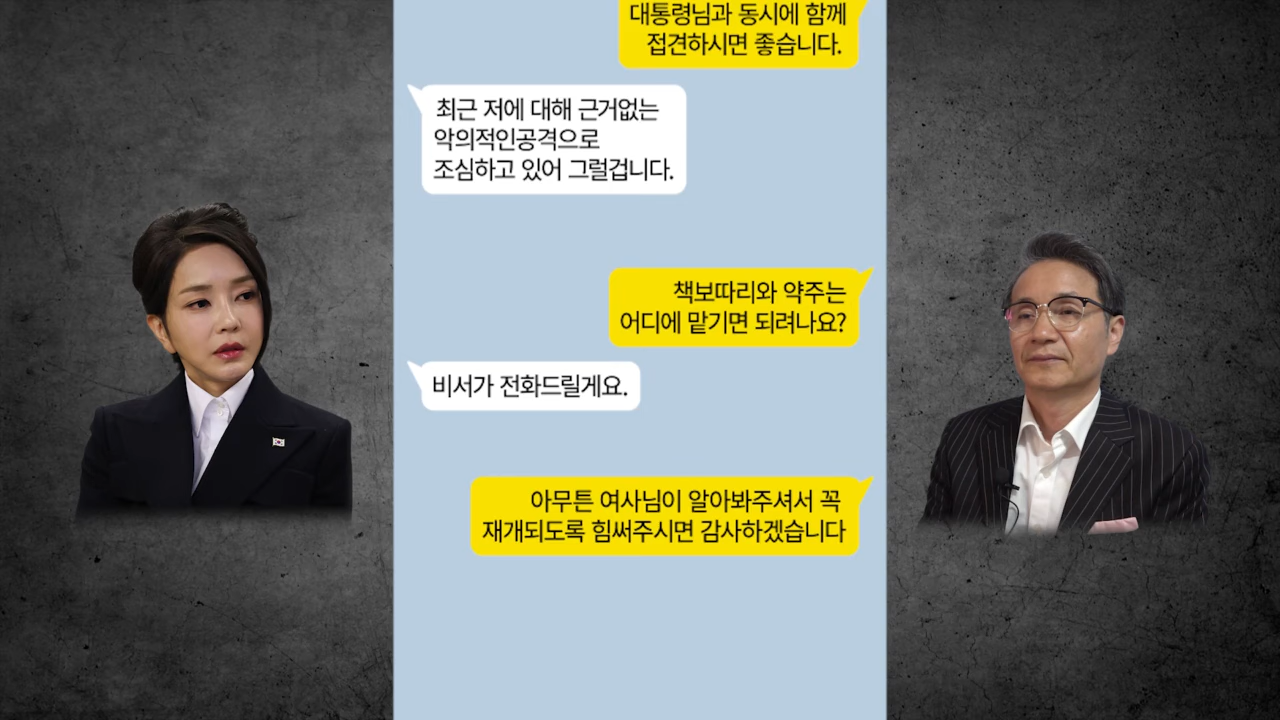 대통령님과 동시에 함께
접견하시면 좋습니다.
최근 저에 대해 근거없는
악의적인공격으로
조심하고 있어 그럴겁니다.
책보따리와 약주는
어디에 맡기면 되려나요?
비서가 전화드릴게요.
아무튼 여사님이 알아봐주셔서 꼭
재개되도록 힘써주시면 감사하겠습니다